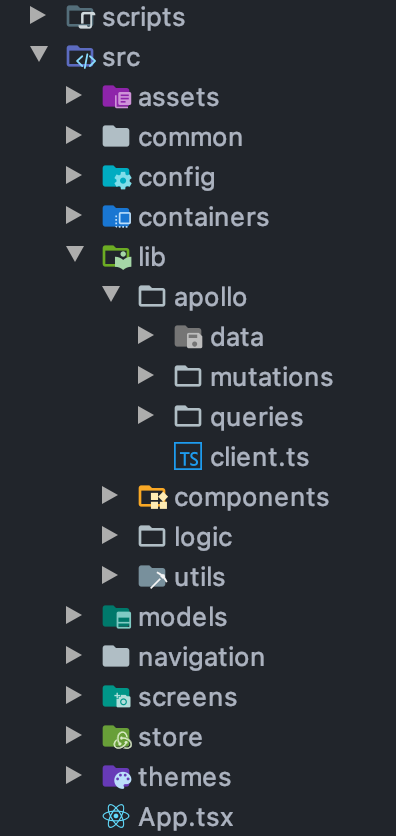 scripts
src
assets
common
config
containers
lib
apollo
data
mutations
queries
TS client.ts
components
logic
utils
models
navigation
screens
store
themes
App.tsx